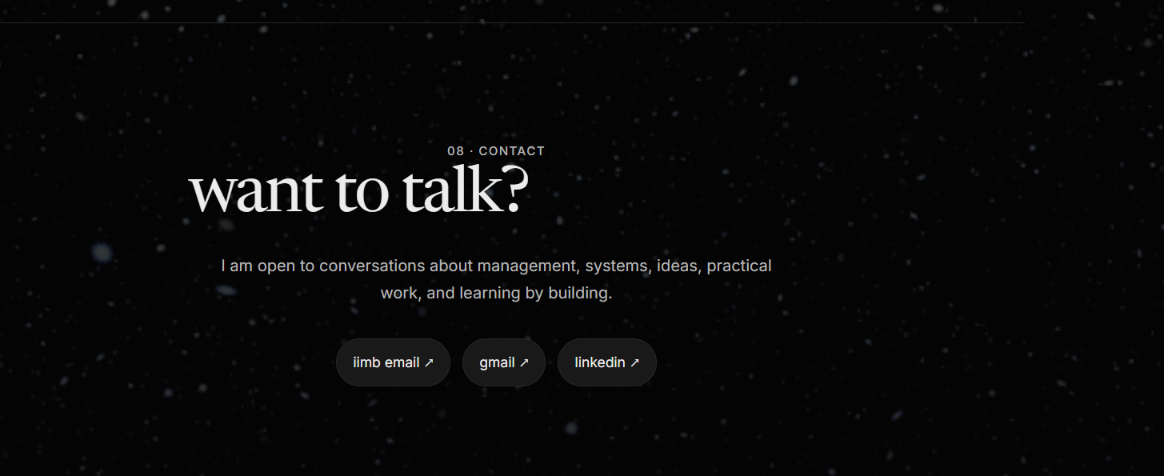 08 · CONTACT
want to talk?
I am open to conversations about management, systems, ideas, practical
work, and learning by building.
iimb email ↗ gmail ↗ linkedin ↗